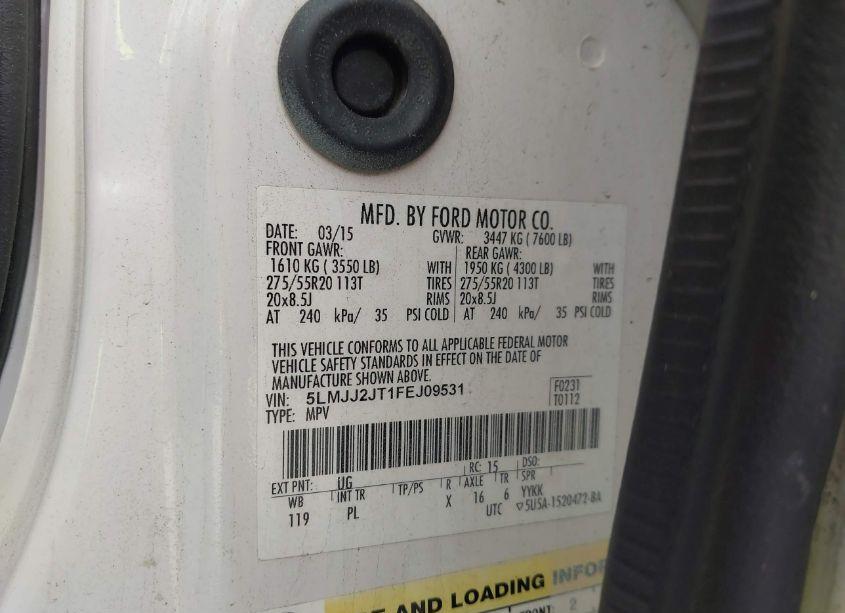 MFD. BY FORD MOTOR CO.
DATE: 03/15 GVWR: 3447 KG ( 7600 LB)
FRONT GAWR: REAR GAWR:
1610 KG ( 3550 LB) WITH 1950 KG ( 4300 LB) WITH
275/55R20 113T TIRES 275/55R20 113T TIRES
20x8.5J RIMS 20x8.5J RIMS
AT 240 kPa/ 35 PSI COLD AT 240 kPa/ 35 PSI COLD
THIS VEHICLE CONFORMS TO ALL APPLICABLE FEDERAL MOTOR
VEHICLE SAFETY STANDARDS IN EFFECT ON THE DATE OF
MANUFACTURE SHOWN ABOVE.
VIN: 5LMJJ2JT1FEJ09531 F0231
TYPE: MPV T0112
EXT PNT: UG RC: 15 DSO:
WB INT TR TP/PS R AXLE TR SPR
119 PL X 16 6 YYKK
UTC ▽5U5A-1520472-BA
AND LOADING INFOR
FRONT: 2